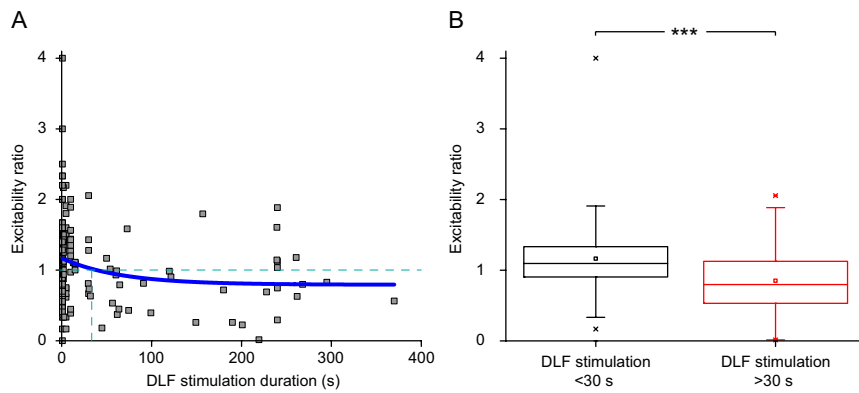 A
4
3
2
1
0
Excitability ratio
0 100 200 300 400
DLF stimulation duration (s)
B
***
4
3
2
1
0
Excitability ratio
DLF stimulation
<30 s
DLF stimulation
>30 s